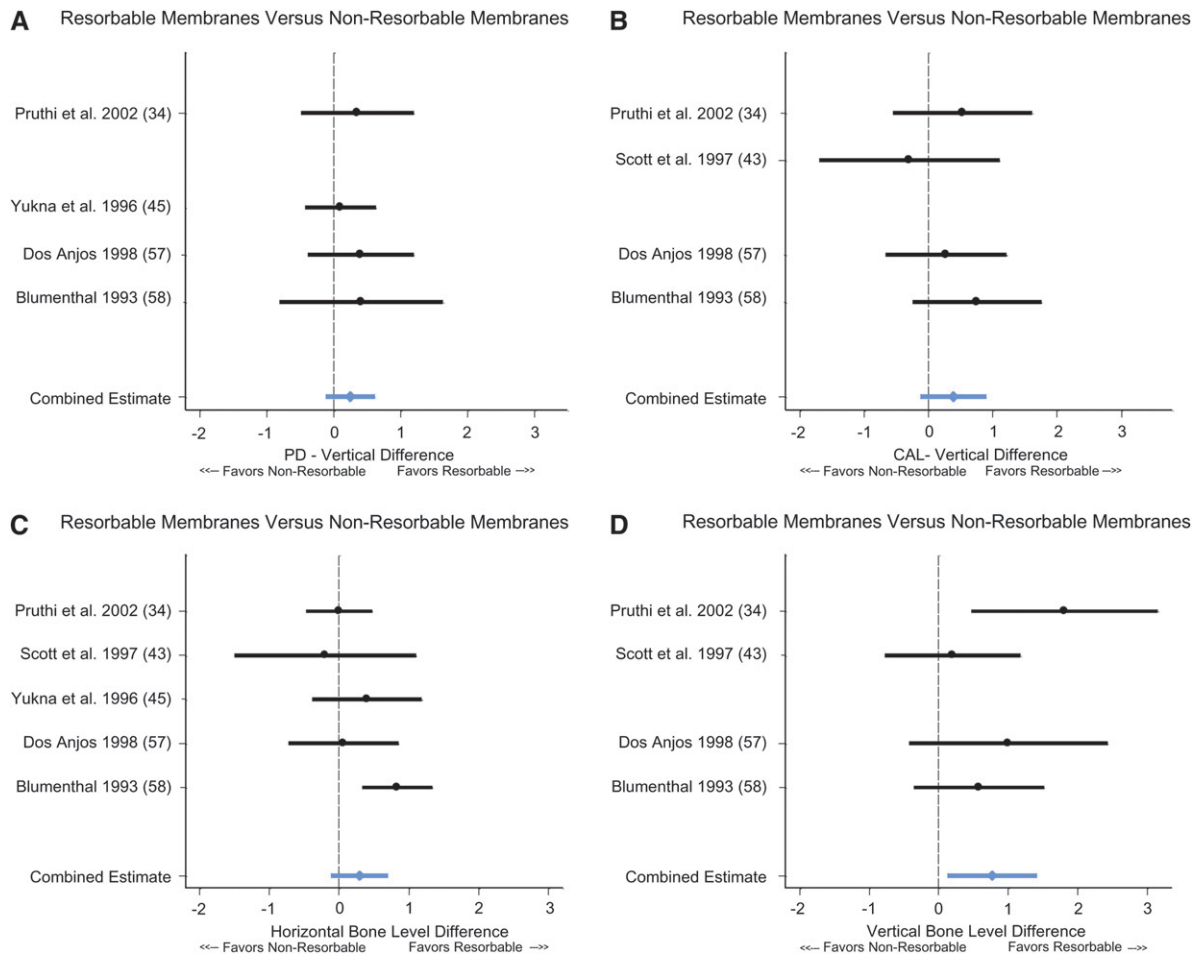 A Resorbable Membranes Versus Non-Resorbable Membranes
Pruthi et al. 2002 (34)
Yukna et al. 1996 (45)
Dos Anjos 1998 (57)
Blumenthal 1993 (58)
Combined Estimate
-2 -1 0 1 2 3
PD - Vertical Difference
<<-- Favors Non-Resorbable Favors Resorbable -->>
B Resorbable Membranes Versus Non-Resorbable Membranes
Pruthi et al. 2002 (34)
Scott et al. 1997 (43)
Dos Anjos 1998 (57)
Blumenthal 1993 (58)
Combined Estimate
-2 -1 0 1 2 3
CAL- Vertical Difference
<<-- Favors Non-Resorbable Favors Resorbable -->>
C Resorbable Membranes Versus Non-Resorbable Membranes
Pruthi et al. 2002 (34)
Scott et al. 1997 (43)
Yukna et al. 1996 (45)
Dos Anjos 1998 (57)
Blumenthal 1993 (58)
Combined Estimate
-2 -1 0 1 2 3
Horizontal Bone Level Difference
<<-- Favors Non-Resorbable Favors Resorbable -->>
D Resorbable Membranes Versus Non-Resorbable Membranes
Pruthi et al. 2002 (34)
Scott et al. 1997 (43)
Dos Anjos 1998 (57)
Blumenthal 1993 (58)
Combined Estimate
-2 -1 0 1 2 3
Vertical Bone Level Difference
<<-- Favors Non-Resorbable Favors Resorbable -->>